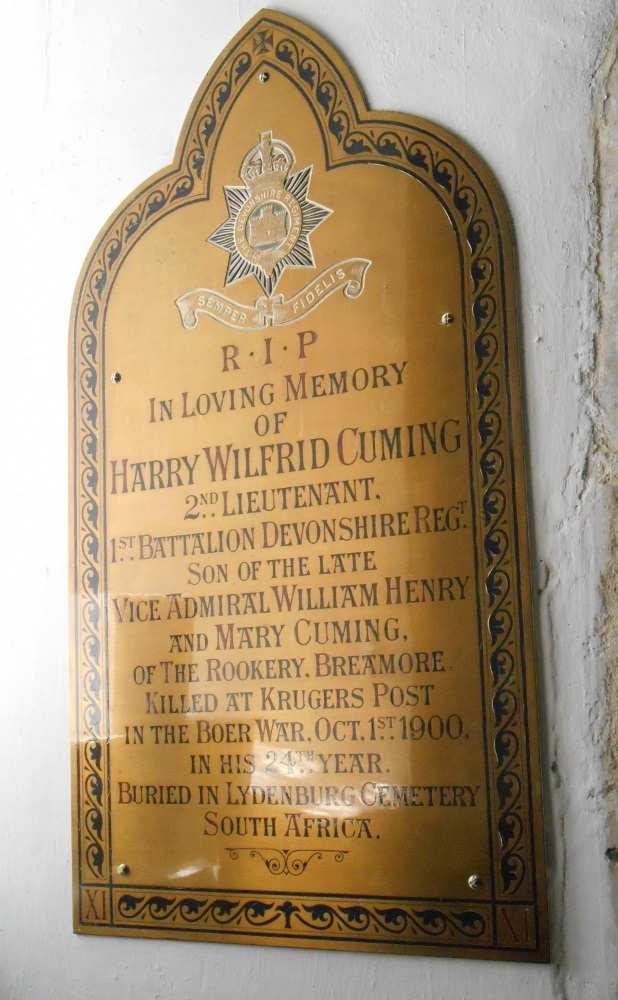 THE DEVONSHIRE REGIMENT
SEMPER FIDELIS
R·I·P
IN LOVING MEMORY
OF
HARRY WILFRID CUMING
2ND LIEUTENANT,
1ST BATTALION DEVONSHIRE REGT.
SON OF THE LATE
VICE ADMIRAL WILLIAM HENRY
AND MARY CUMING,
OF THE ROOKERY. BREAMORE.
KILLED AT KRUGERS POST
IN THE BOER WAR, OCT. 1ST 1900.
IN HIS 24TH YEAR.
BURIED IN LYDENBURG CEMETERY
SOUTH AFRICA.
XI XI